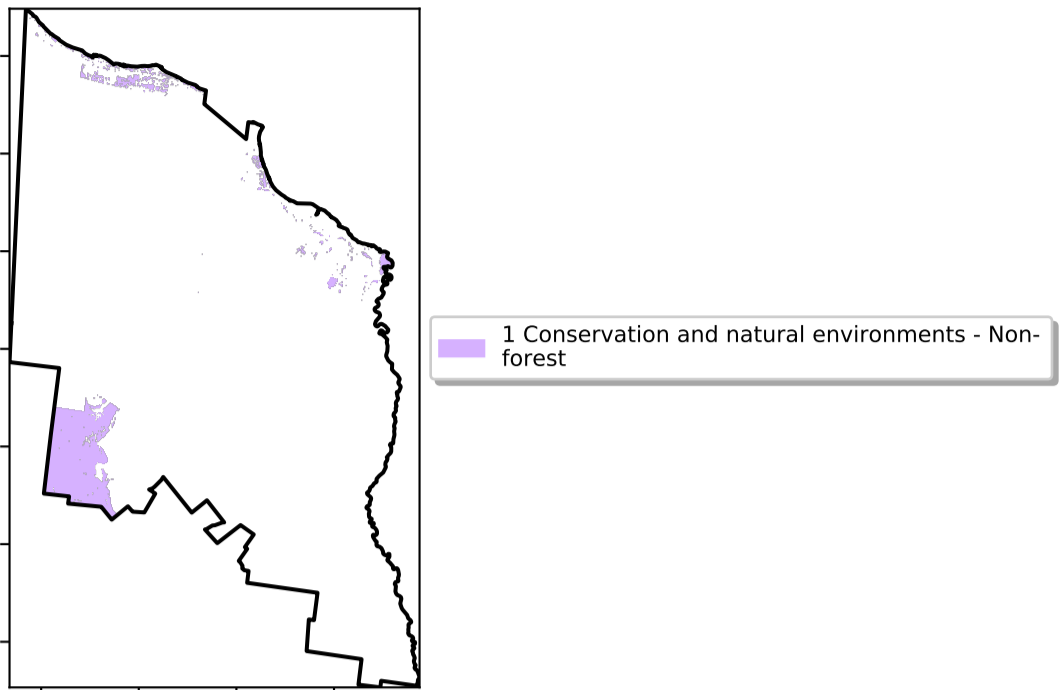 1 Conservation and natural environments - Non-
forest